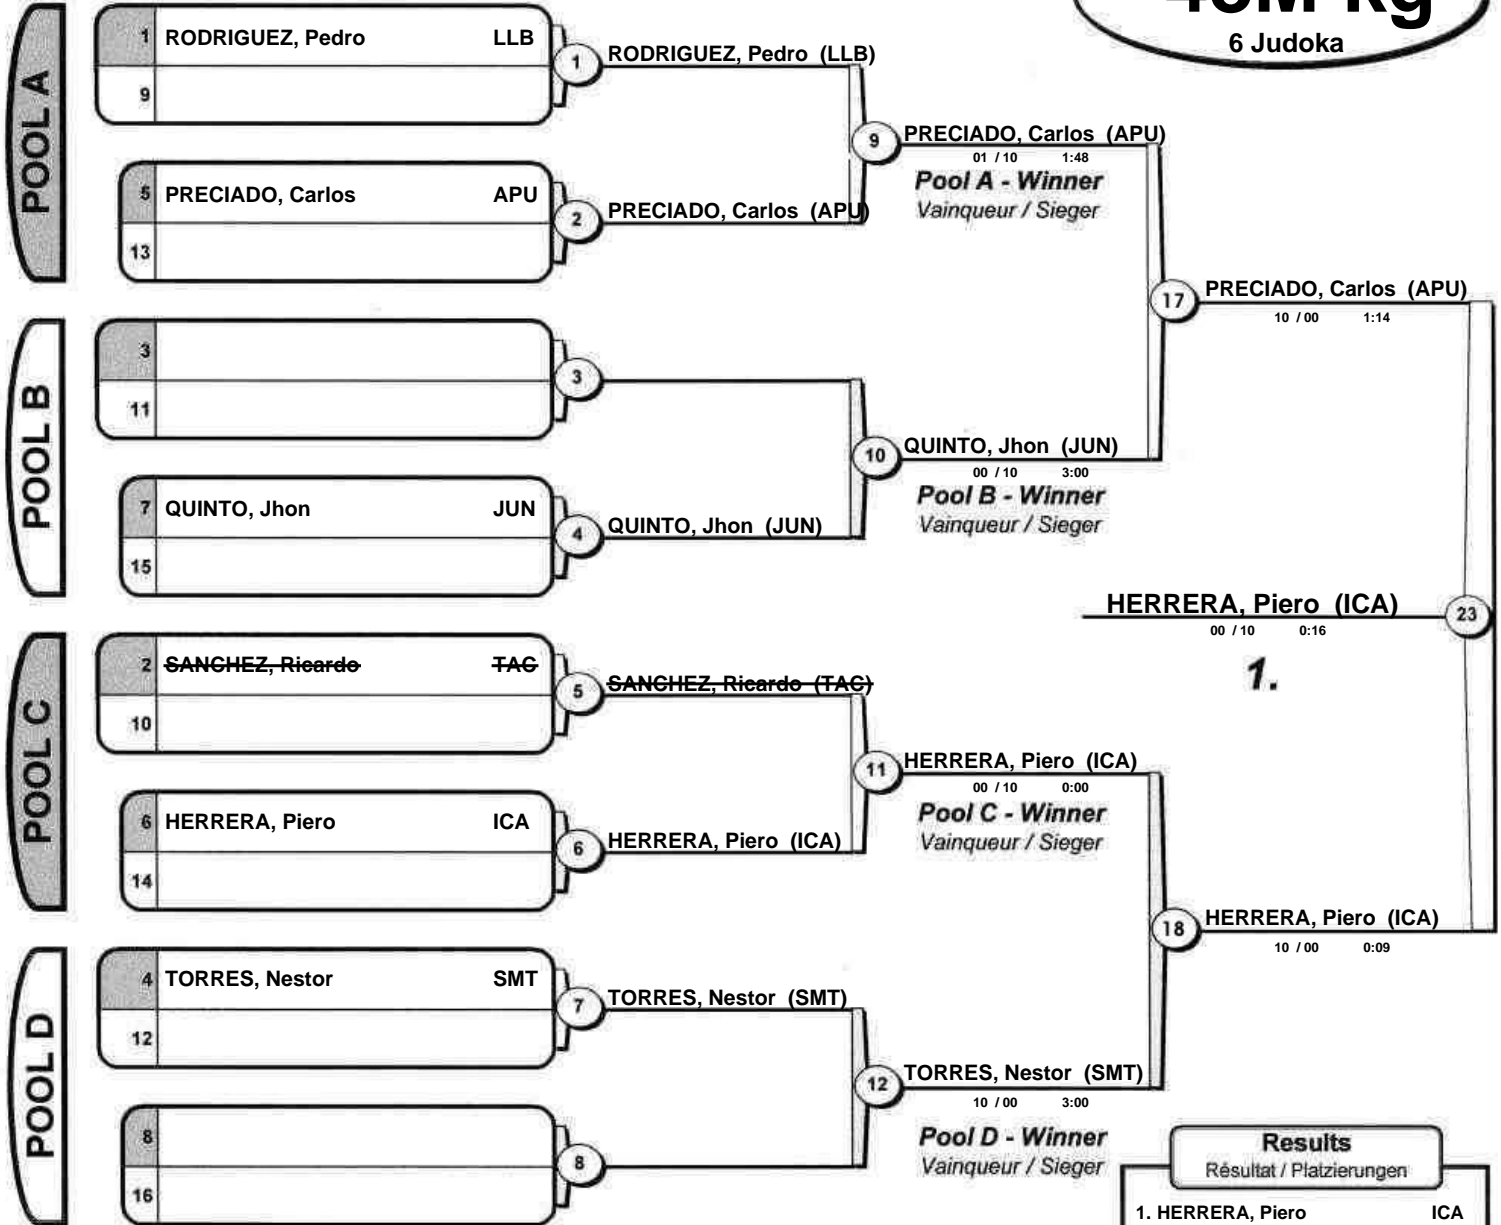 6 Judoka
POOL A
1 RODRIGUEZ, Pedro LLB
9
1 RODRIGUEZ, Pedro (LLB)
5 PRECIADO, Carlos APU
13
2 PRECIADO, Carlos (APU)
9 PRECIADO, Carlos (APU)
01 / 10 1:48
Pool A - Winner
Vainqueur / Sieger
POOL B
3
11
3
7 QUINTO, Jhon JUN
15
4 QUINTO, Jhon (JUN)
10 QUINTO, Jhon (JUN)
00 / 10 3:00
Pool B - Winner
Vainqueur / Sieger
17 PRECIADO, Carlos (APU)
10 / 00 1:14
HERRERA, Piero (ICA) 23
00 / 10 0:16
1.
POOL C
2 SANCHEZ, Ricardo TAC
10
5 SANCHEZ, Ricardo (TAC)
6 HERRERA, Piero ICA
14
6 HERRERA, Piero (ICA)
11 HERRERA, Piero (ICA)
00 / 10 0:00
Pool C - Winner
Vainqueur / Sieger
18 HERRERA, Piero (ICA)
10 / 00 0:09
POOL D
4 TORRES, Nestor SMT
12
7 TORRES, Nestor (SMT)
8
16
8
12 TORRES, Nestor (SMT)
10 / 00 3:00
Pool D - Winner
Vainqueur / Sieger
Results
Résultat / Platzierungen
1. HERRERA, Piero ICA